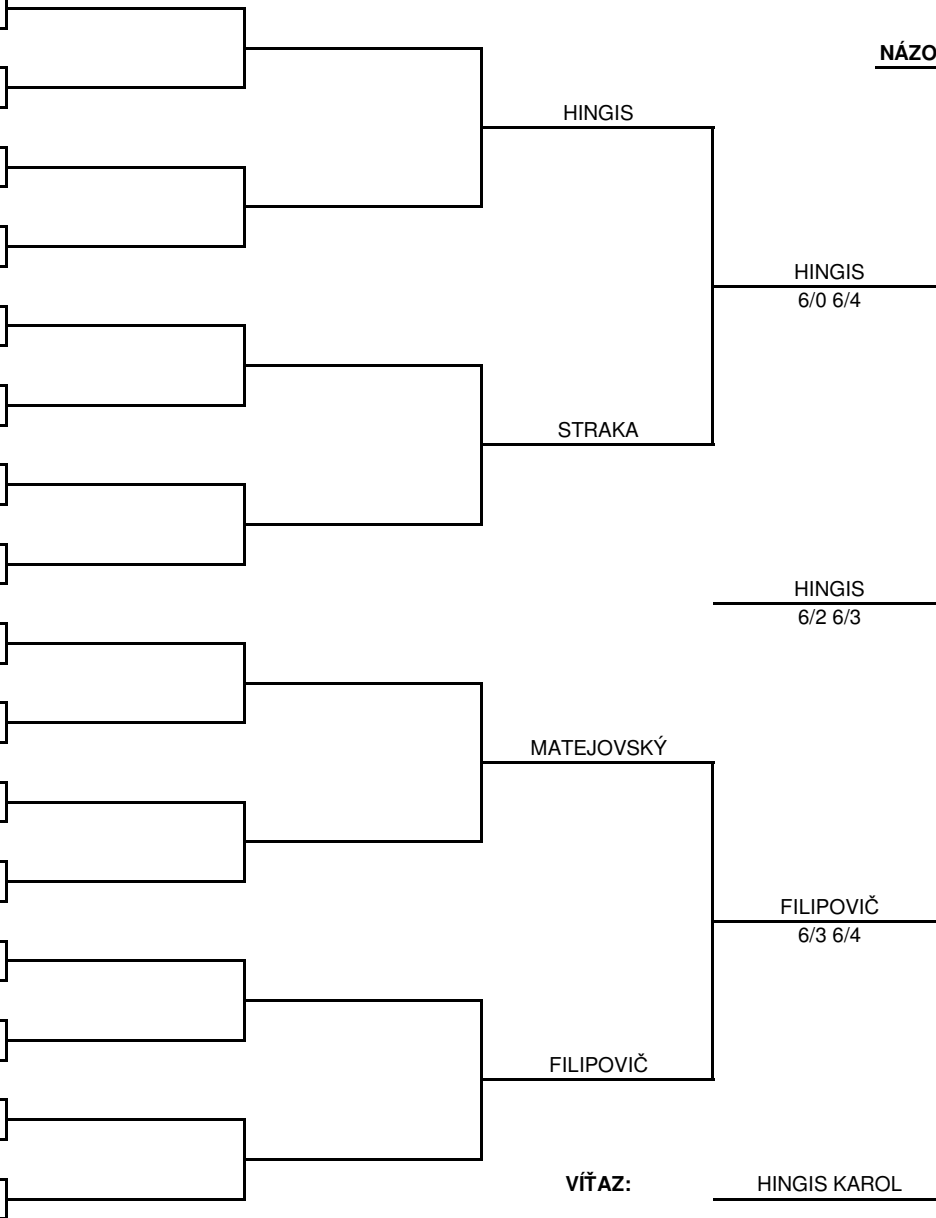 NÁZO
HINGIS
HINGIS
6/0 6/4
STRAKA
HINGIS
6/2 6/3
MATEJOVSKÝ
FILIPOVIČ
6/3 6/4
FILIPOVIČ
VÍŤAZ: HINGIS KAROL